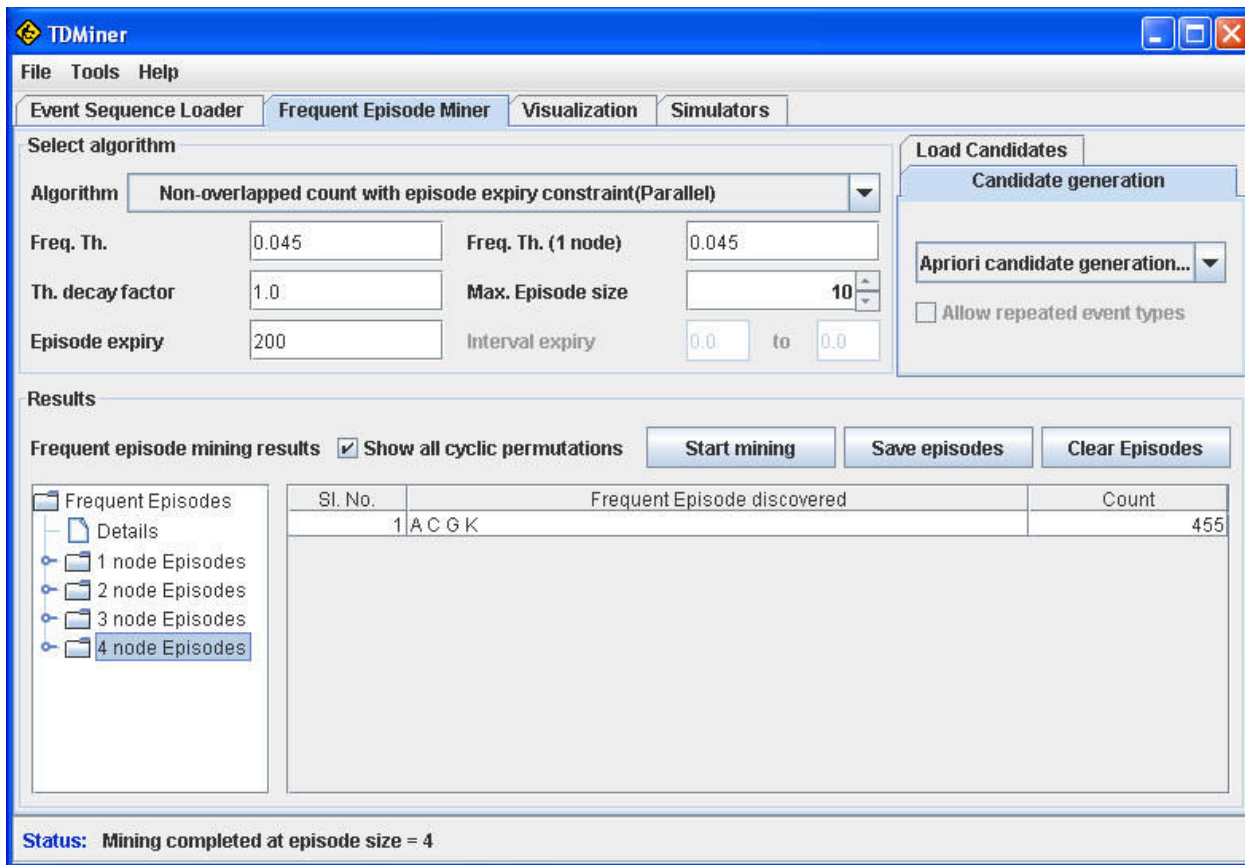 TDMiner
File Tools Help
Event Sequence Loader Frequent Episode Miner Visualization Simulators
Select algorithm
Algorithm Non-overlapped count with episode expiry constraint(Parallel)
Freq. Th. 0.045 Freq. Th. (1 node) 0.045
Th. decay factor 1.0 Max. Episode size 10
Episode expiry 200 Interval expiry 0.0 to 0.0
Load Candidates
Candidate generation
Apriori candidate generation...
Allow repeated event types
Results
Frequent episode mining results Show all cyclic permutations Start mining Save episodes Clear Episodes
Frequent Episodes
Details
1 node Episodes
2 node Episodes
3 node Episodes
4 node Episodes
Sl. No. Frequent Episode discovered Count
1 A C G K 455
Status: Mining completed at episode size = 4